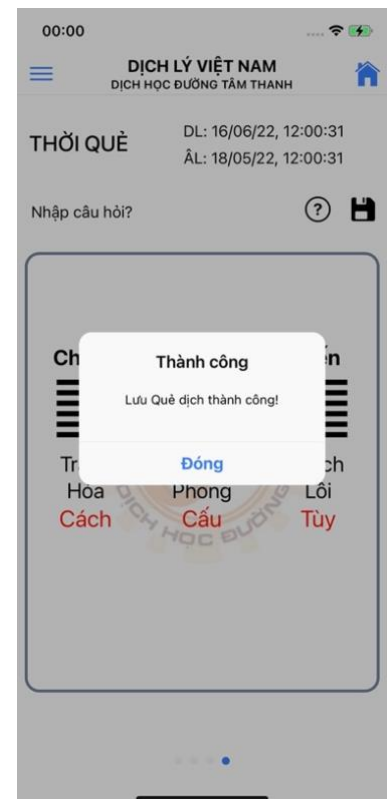 00:00
DỊCH LÝ VIỆT NAM
DỊCH HỌC ĐƯỜNG TÂM THANH
THỜI QUẺ
DL: 16/06/22, 12:00:31
ÂL: 18/05/22, 12:00:31
Nhập câu hỏi?
?
Thành công
Lưu Quẻ dịch thành công!
Đóng
Hỏa Phong Lôi
Cách Cấu Tùy
HỌC ĐƯỜN